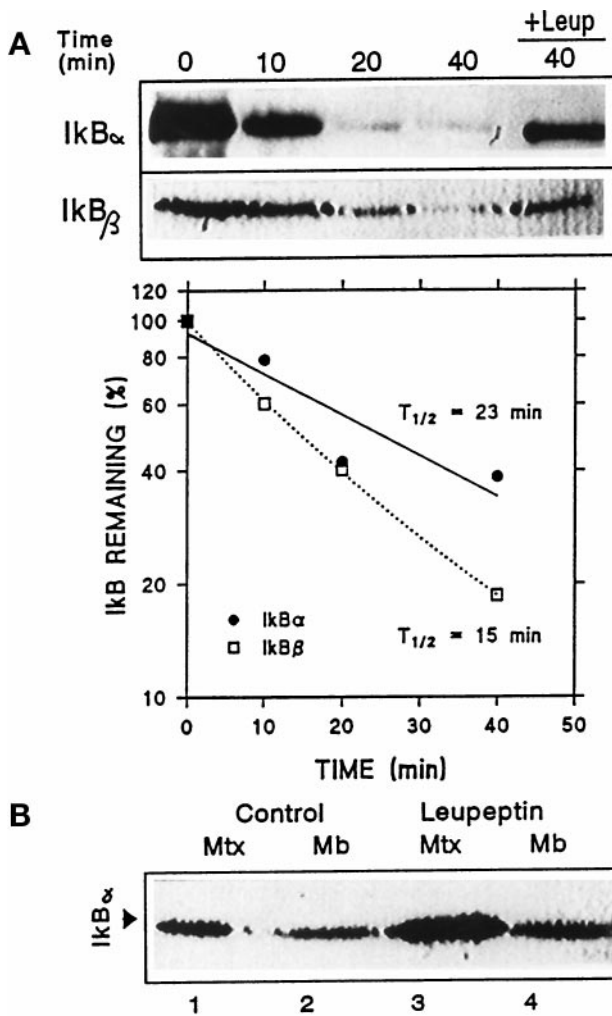 A
Time
(min)
0 10 20 40
+Leup
40
IkBα
IkBβ
120
100
80
60
40
20
10
IkB REMAINING (%)
T1/2 = 23 min
T1/2 = 15 min
● IkBα
□ IkBβ
0 10 20 30 40 50
TIME (min)
B
Control Leupeptin
Mtx Mb Mtx Mb
IkBα
1 2 3 4